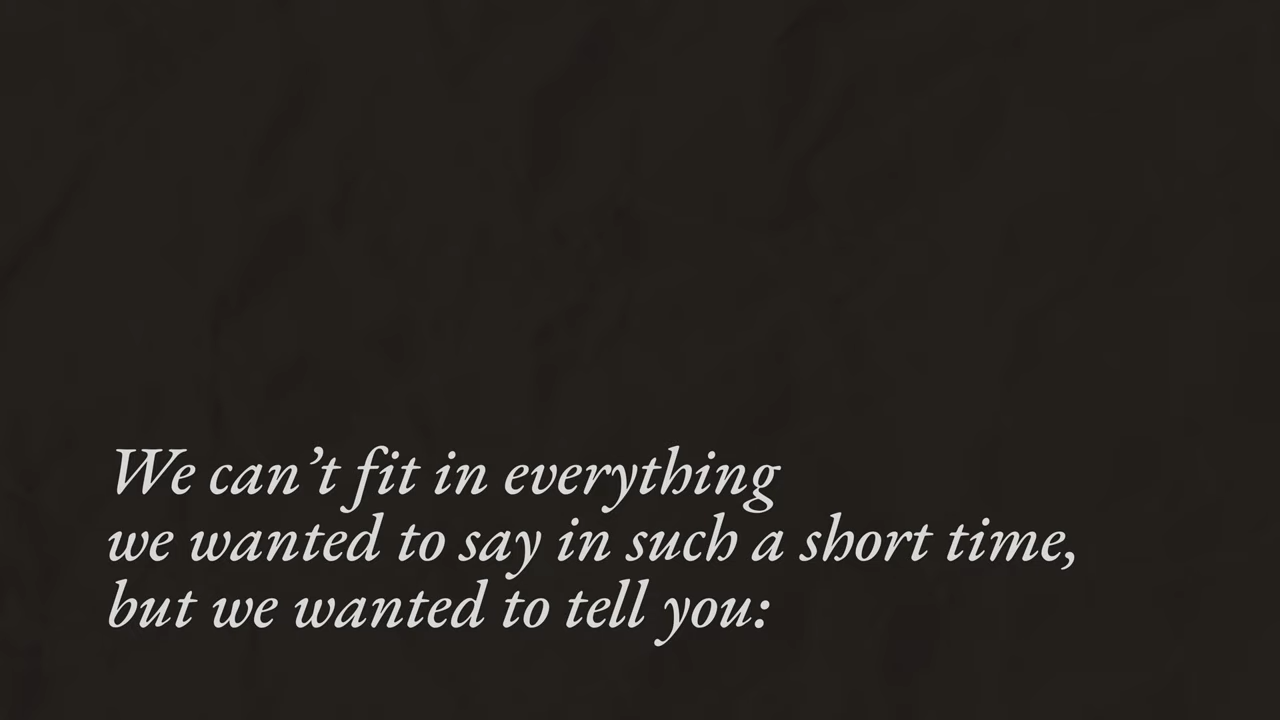 We can’t fit in everything
we wanted to say in such a short time,
but we wanted to tell you: